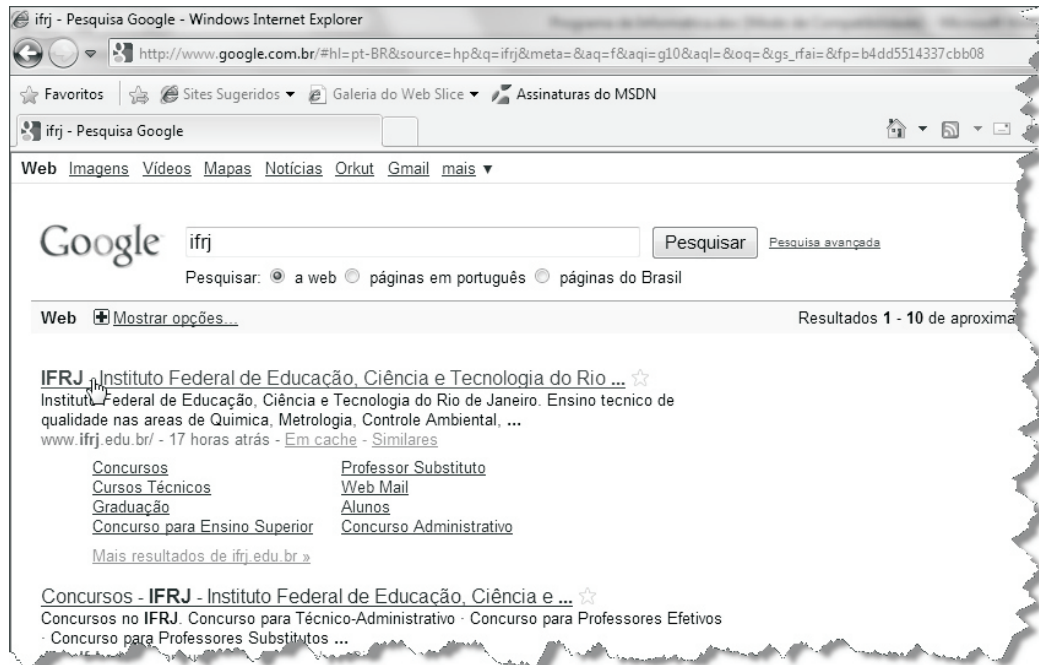 ifrj - Pesquisa Google - Windows Internet Explorer
http://www.google.com.br/#hl=pt-BR&source=hp&q=ifrj&meta=&aq=f&aqi=g10&aql=&oq=&gs_rfai=&fp=b4dd5514337cbb08
Favoritos Sites Sugeridos ▼ Galeria do Web Slice ▼ Assinaturas do MSDN
ifrj - Pesquisa Google
Web Imagens Vídeos Mapas Notícias Orkut Gmail mais ▼
Google ifrj Pesquisar Pesquisa avançada
Pesquisar: a web páginas em português páginas do Brasil
Web Mostrar opções... Resultados 1 - 10 de aproxima
IFRJ - Instituto Federal de Educação, Ciência e Tecnologia do Rio ...
Instituto Federal de Educação, Ciência e Tecnologia do Rio de Janeiro. Ensino tecnico de
qualidade nas areas de Quimica, Metrologia, Controle Ambiental, ...
www.ifrj.edu.br/ - 17 horas atrás - Em cache - Similares
Concursos Professor Substituto
Cursos Técnicos Web Mail
Graduação Alunos
Concurso para Ensino Superior Concurso Administrativo
Mais resultados de ifrj.edu.br »
Concursos - IFRJ - Instituto Federal de Educação, Ciência e ...
Concursos no IFRJ. Concurso para Técnico-Administrativo · Concurso para Professores Efetivos
· Concurso para Professores Substitutos ...